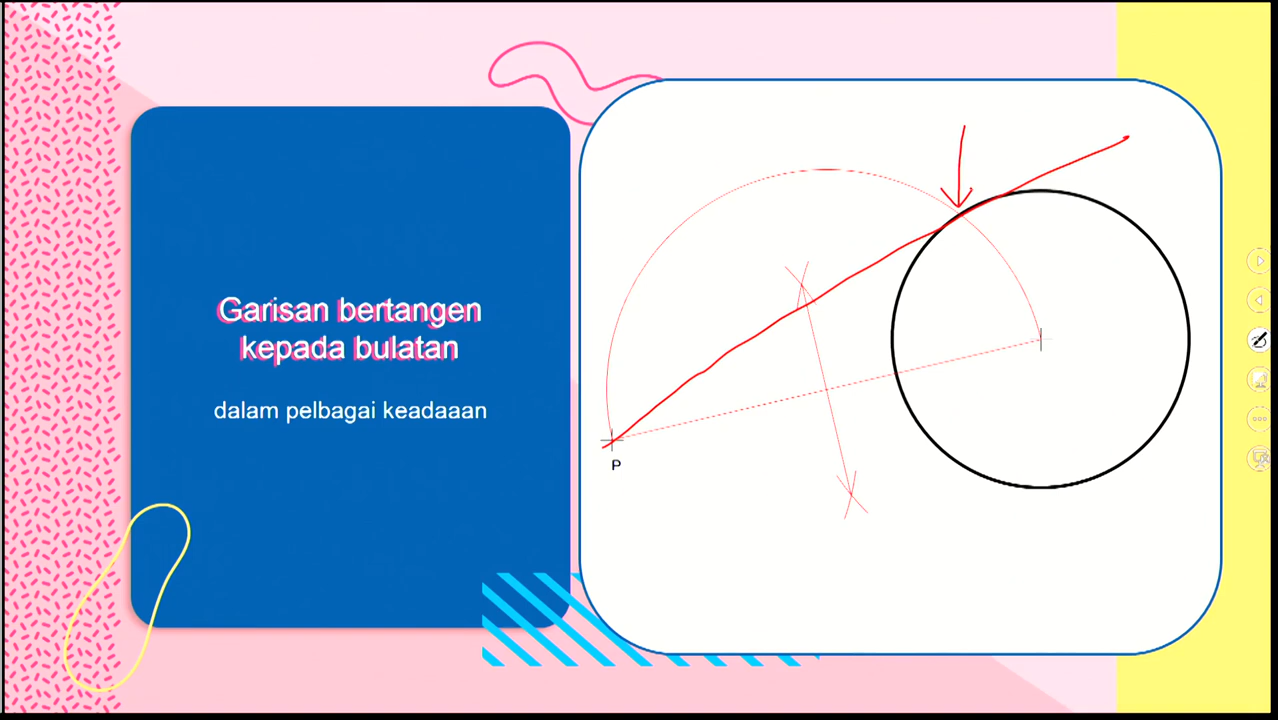 Garisan bertangen
kepada bulatan
dalam pelbagai keadaaan
P